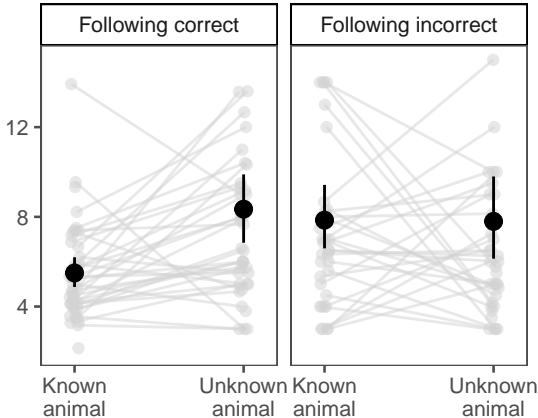 Following correct
Following incorrect
12
8
4
Known
animal
Unknown
animal
Known
animal
Unknown
animal